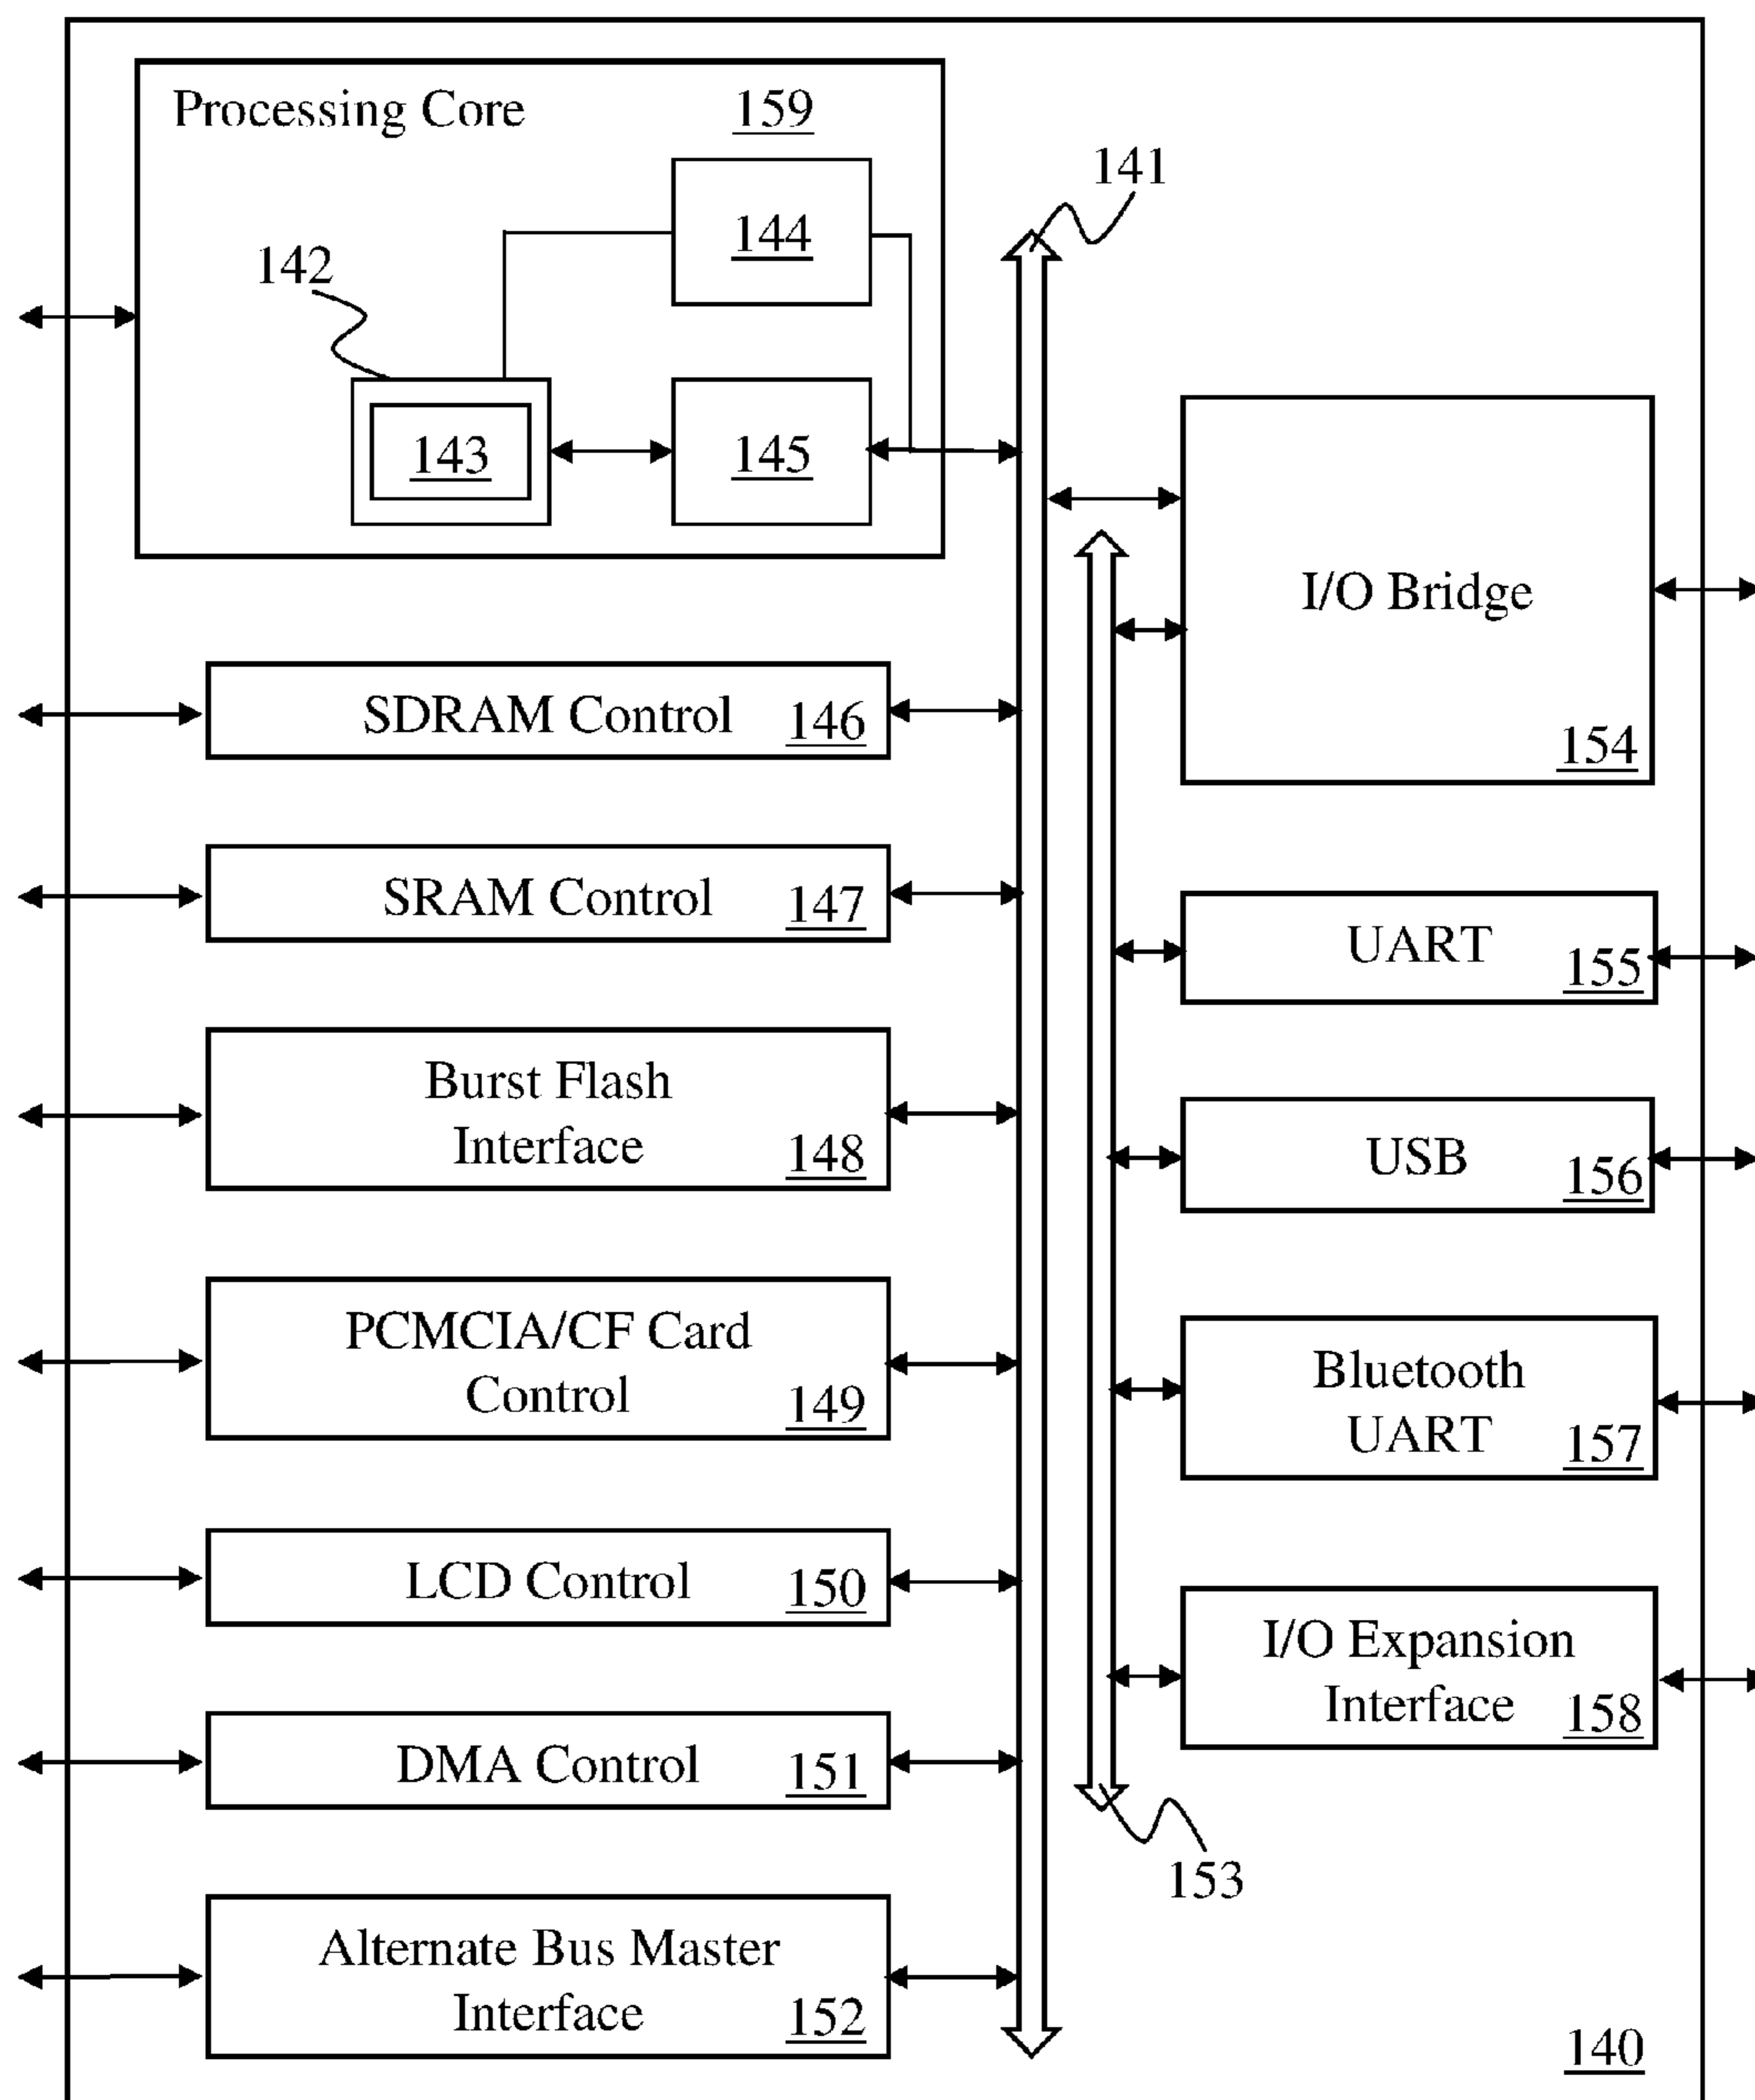 Processing Core 159
141
144
142
143
145
I/O Bridge
154
SDRAM Control 146
SRAM Control 147
UART 155
Burst Flash
Interface 148
USB 156
PCMCIA/CF Card
Control 149
Bluetooth
UART 157
LCD Control 150
I/O Expansion
Interface 158
DMA Control 151
153
Alternate Bus Master
Interface 152
140